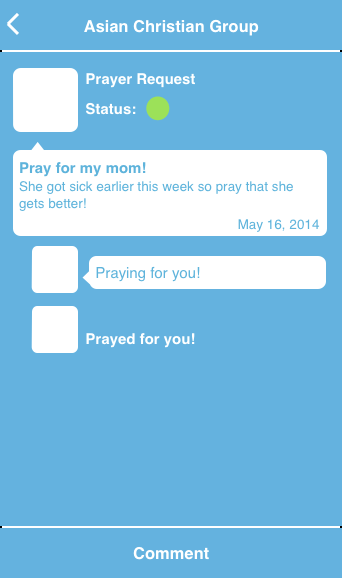 Asian Christian Group
Prayer Request
Status:
Pray for my mom!
She got sick earlier this week so pray that she
gets better!
May 16, 2014
Praying for you!
Prayed for you!
Comment